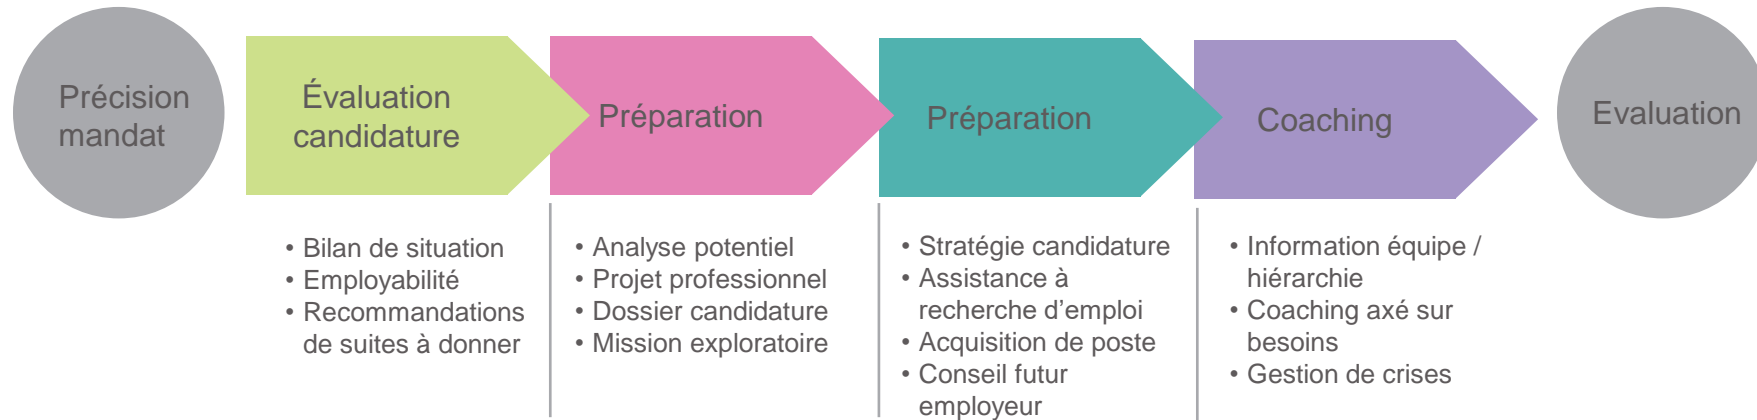 Précision
mandat
Évaluation
candidature
Préparation
Préparation
Coaching
Evaluation
• Bilan de situation
• Employabilité
• Recommandations
de suites à donner
• Analyse potentiel
• Projet professionnel
• Dossier candidature
• Mission exploratoire
• Stratégie candidature
• Assistance à
recherche d’emploi
• Acquisition de poste
• Conseil futur
employeur
• Information équipe /
hiérarchie
• Coaching axé sur
besoins
• Gestion de crises